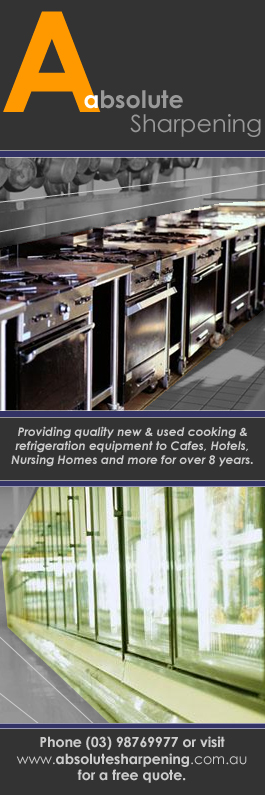 A
absolute
Sharpening
Providing quality new & used cooking &
refrigeration equipment to Cafes, Hotels,
Nursing Homes and more for over 8 years.
Phone (03) 98769977 or visit
www.absolutesharpening.com.au
for a free quote.